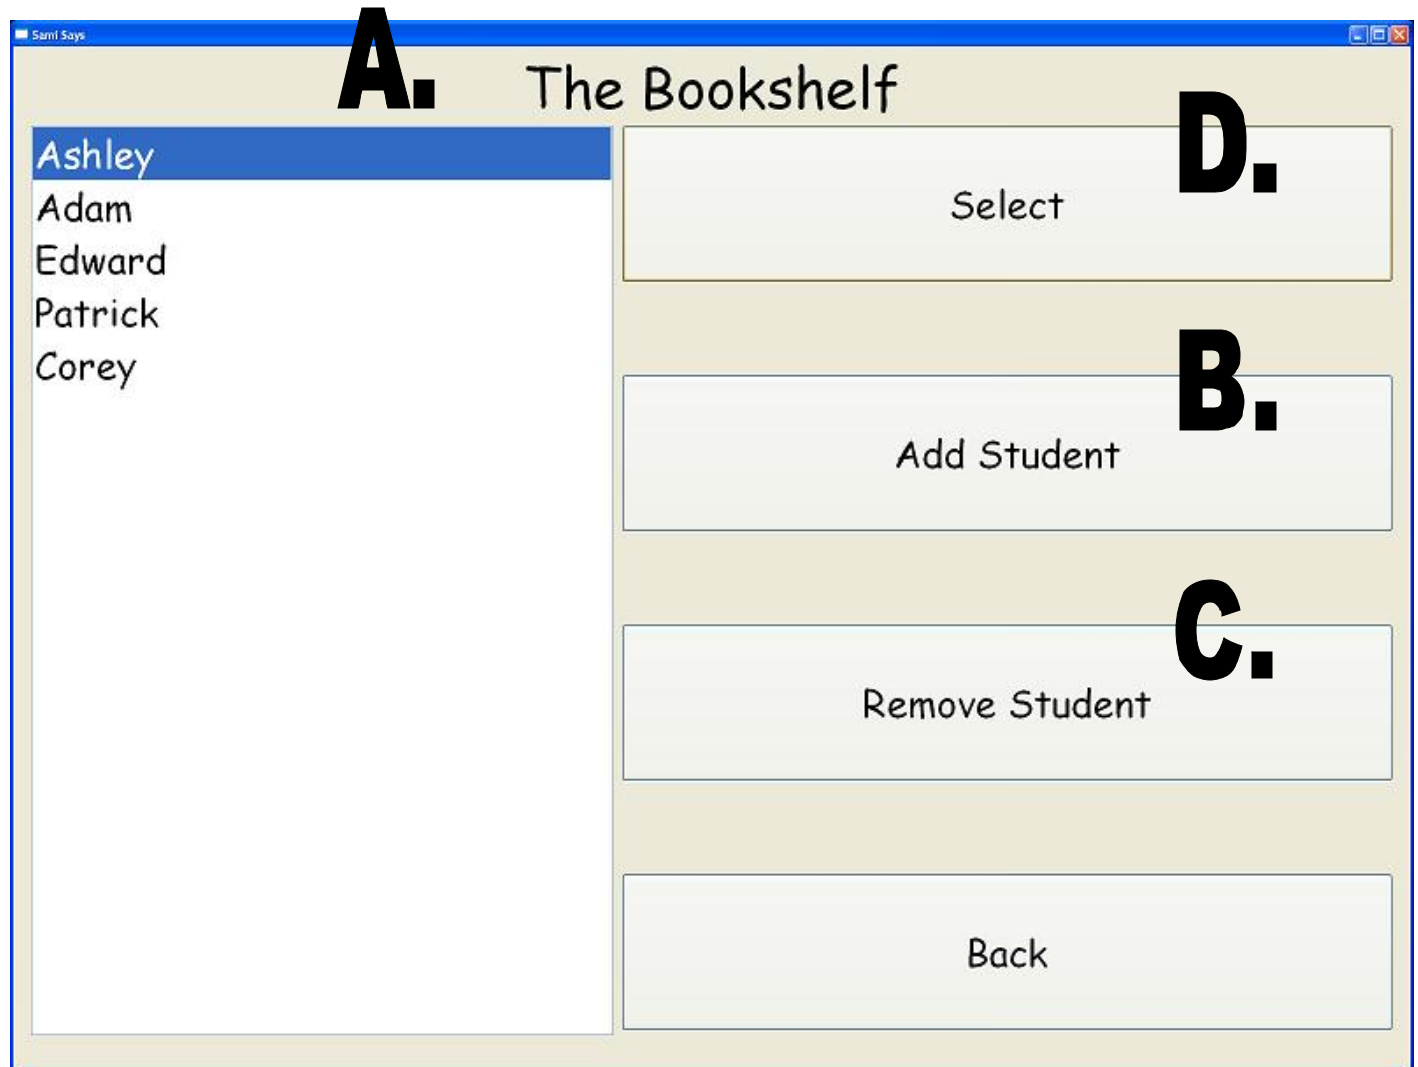 Sami Says
A.
The Bookshelf
Ashley
Adam
Edward
Patrick
Corey
D.
Select
B.
Add Student
C.
Remove Student
Back